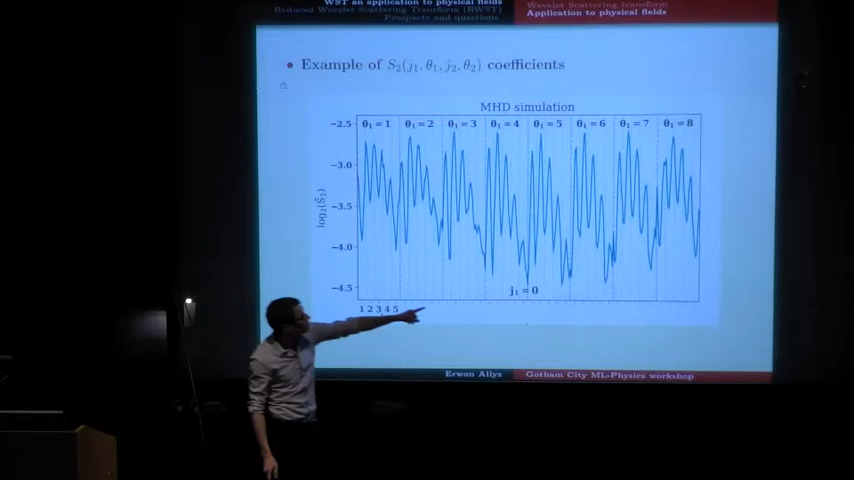 WST an application to physical fields
Reduced Wavelet Scattering Transform (RWST)
Prospects and questions
Wavelet Scattering transform
Application to physical fields
Example of S₂(j₁, θ₁, j₂, θ₂) coefficients
MHD simulation
θ₁ = 1 θ₁ = 2 θ₁ = 3 θ₁ = 4 θ₁ = 5 θ₁ = 6 θ₁ = 7 θ₁ = 8
−2.5
−3.0
−3.5
−4.0
−4.5
log₂(S̄₂)
j₁ = 0
1 2 3 4 5
Erwan Allys
Gotham City ML-Physics workshop